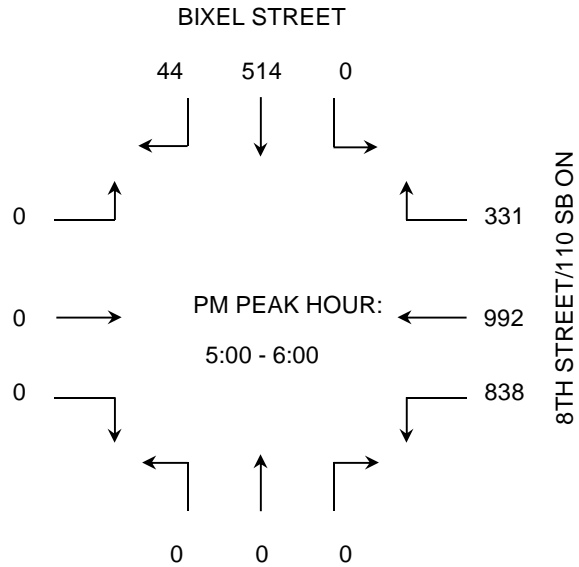 BIXEL STREET
44 514 0
0
331
0
PM PEAK HOUR:
992
5:00 - 6:00
0
838
8TH STREET/110 SB ON
0 0 0